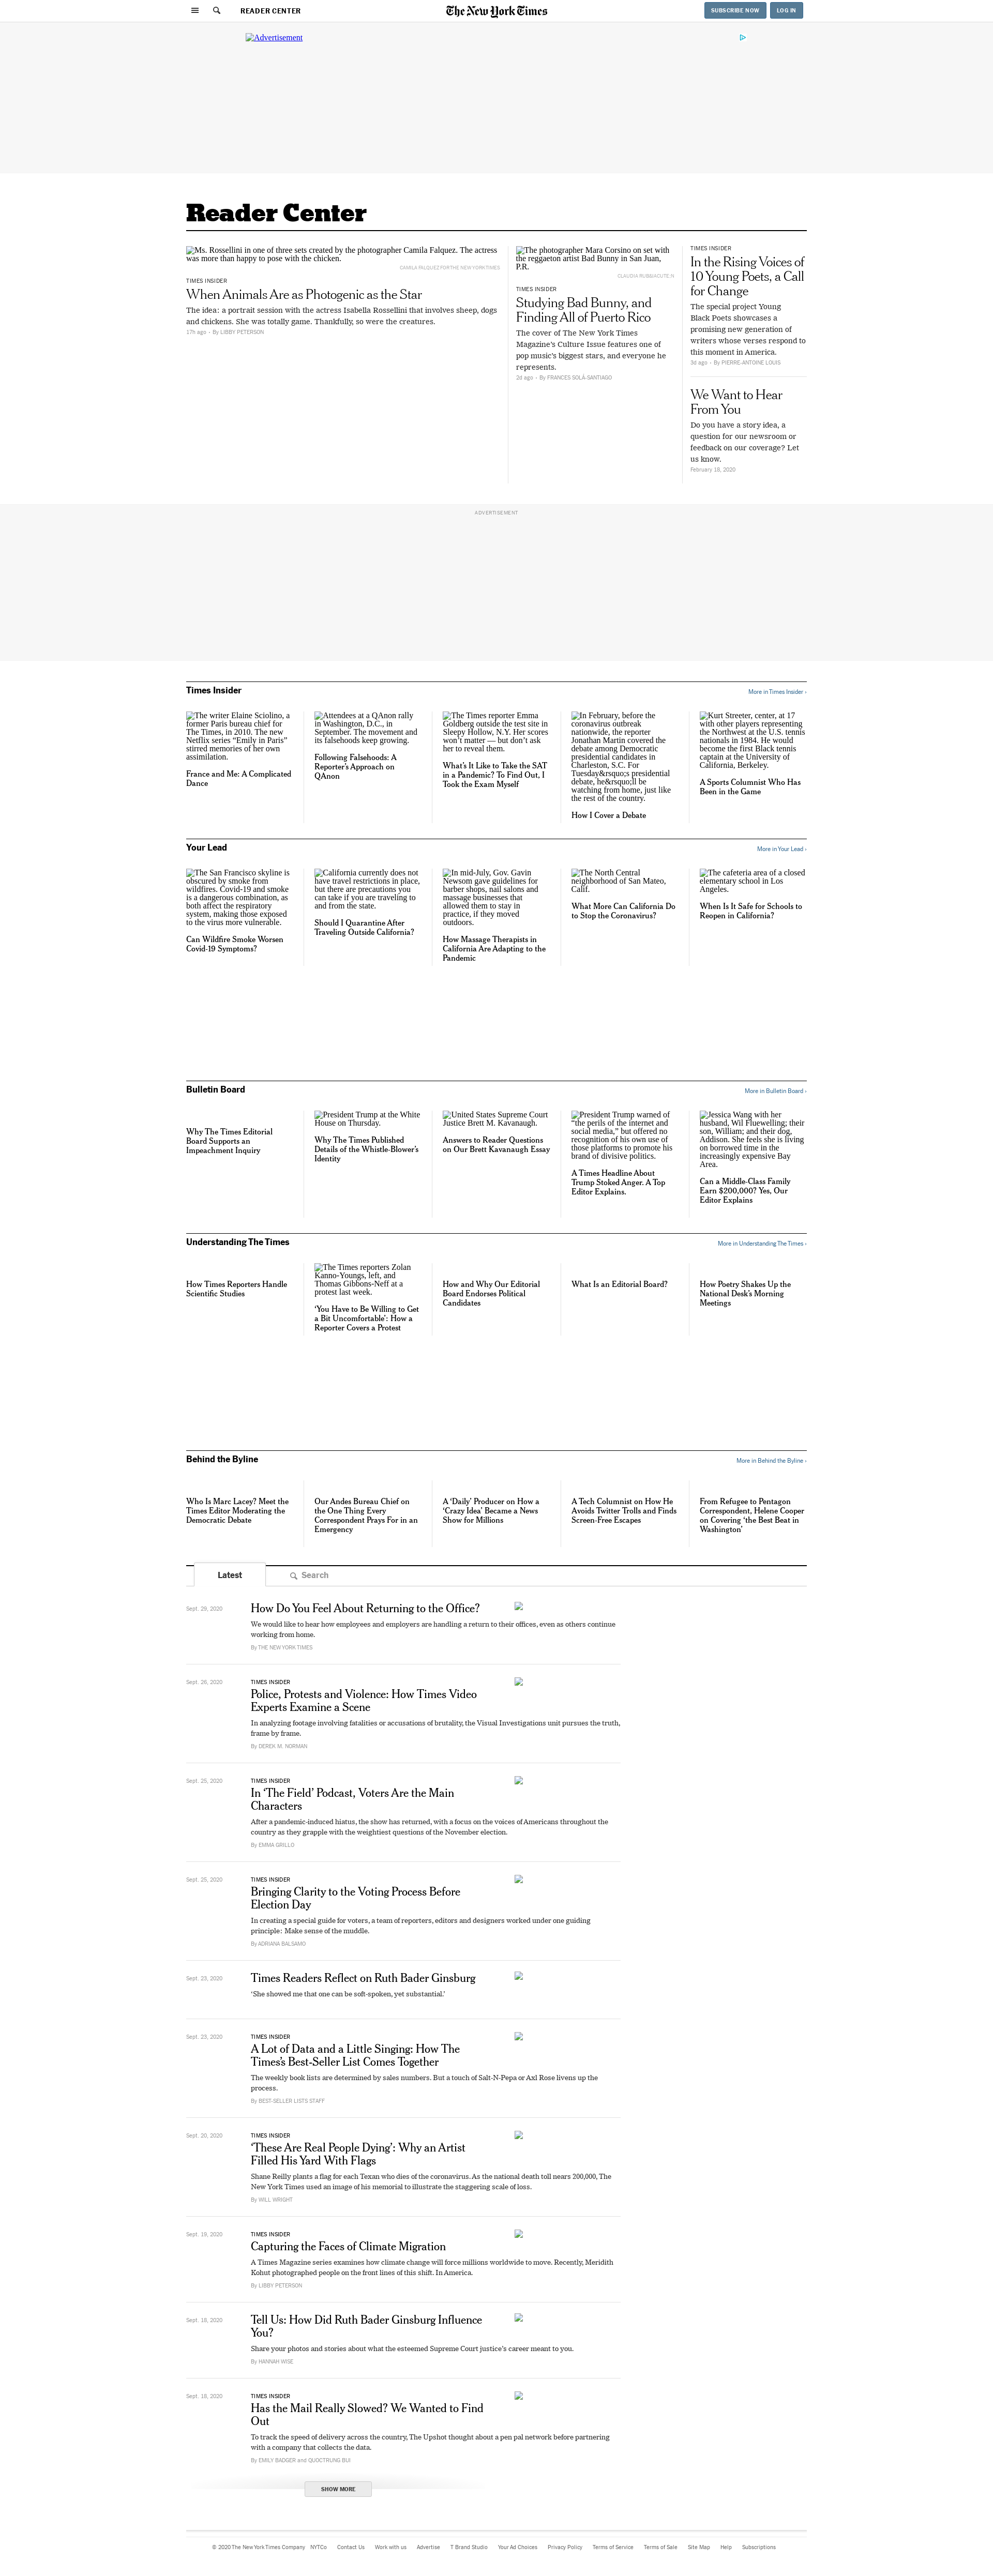 READER CENTER
The New York Times
SUBSCRIBE NOW
LOG IN
Advertisement
Reader Center
Ms. Rossellini in one of three sets created by the photographer Camila Falquez. The actress
was more than happy to pose with the chicken.
CAMILA FALQUEZ FOR THE NEW YORK TIMES
TIMES INSIDER
When Animals Are as Photogenic as the Star
The idea: a portrait session with the actress Isabella Rossellini that involves sheep, dogs
and chickens. She was totally game. Thankfully, so were the creatures.
17h ago · By LIBBY PETERSON
The photographer Mara Corsino on set with
the reggaeton artist Bad Bunny in San Juan,
P.R.
TIMES INSIDER
Studying Bad Bunny, and
Finding All of Puerto Rico
The cover of The New York Times
Magazine's Culture Issue features one of
pop music's biggest stars, and everyone he
represents.
2d ago · By FRANCES SOLÁ-SANTIAGO
TIMES INSIDER
In the Rising Voices of
10 Young Poets, a Call
for Change
The special project Young
Black Poets showcases a
promising new generation of
writers whose verses respond to
this moment in America.
3d ago · By PIERRE-ANTOINE LOUIS
We Want to Hear
From You
Do you have a story idea, a
question for our newsroom or
feedback on our coverage? Let
us know.
February 18, 2020
ADVERTISEMENT
Times Insider
More in Times Insider ›
The writer Elaine Sciolino, a
former Paris bureau chief for
The Times, in 2010. The new
Netflix series “Emily in Paris”
stirred memories of her own
assimilation.
France and Me: A Complicated
Dance
Attendees at a QAnon rally
in Washington, D.C., in
September. The movement and
its falsehoods keep growing.
Following Falsehoods: A
Reporter’s Approach on
QAnon
The Times reporter Emma
Goldberg outside the test site in
Sleepy Hollow, N.Y. Her scores
won’t matter — but don’t ask
her to reveal them.
What’s It Like to Take the SAT
in a Pandemic? To Find Out, I
Took the Exam Myself
In February, before the
coronavirus outbreak
nationwide, the reporter
Jonathan Martin covered the
debate among Democratic
presidential candidates in
Charleston, S.C. For
Tuesday&rsquo;s presidential
debate, he&rsquo;ll be
watching from home, just like
the rest of the country.
How I Cover a Debate
Kurt Streeter, center, at 17
with other players representing
the Northwest at the U.S. tennis
nationals in 1984. He would
become the first Black tennis
captain at the University of
California, Berkeley.
A Sports Columnist Who Has
Been in the Game
Your Lead
More in Your Lead ›
The San Francisco skyline is
obscured by smoke from
wildfires. Covid-19 and smoke
is a dangerous combination, as
both affect the respiratory
system, making those exposed
to the virus more vulnerable.
Can Wildfire Smoke Worsen
Covid-19 Symptoms?
California currently does not
have travel restrictions in place,
but there are precautions you
can take if you are traveling to
and from the state.
Should I Quarantine After
Traveling Outside California?
In mid-July, Gov. Gavin
Newsom gave guidelines for
barber shops, nail salons and
massage businesses that
allowed them to stay in
practice, if they moved
outdoors.
How Massage Therapists in
California Are Adapting to the
Pandemic
The North Central
neighborhood of San Mateo,
Calif.
What More Can California Do
to Stop the Coronavirus?
The cafeteria area of a closed
elementary school in Los
Angeles.
When Is It Safe for Schools to
Reopen in California?
Bulletin Board
More in Bulletin Board ›
Why The Times Editorial
Board Supports an
Impeachment Inquiry
President Trump at the White
House on Thursday.
Why The Times Published
Details of the Whistle-Blower’s
Identity
United States Supreme Court
Justice Brett M. Kavanaugh.
Answers to Reader Questions
on Our Brett Kavanaugh Essay
President Trump warned of
“the perils of the internet and
social media,” but offered no
recognition of his own use of
those platforms to promote his
brand of divisive politics.
A Times Headline About
Trump Stoked Anger. A Top
Editor Explains.
Jessica Wang with her
husband, Wil Fluewelling; their
son, William; and their dog,
Addison. She feels she is living
on borrowed time in the
increasingly expensive Bay
Area.
Can a Middle-Class Family
Earn $200,000? Yes, Our
Editor Explains
Understanding The Times
More in Understanding The Times ›
How Times Reporters Handle
Scientific Studies
The Times reporters Zolan
Kanno-Youngs, left, and
Thomas Gibbons-Neff at a
protest last week.
‘You Have to Be Willing to Get
a Bit Uncomfortable’: How a
Reporter Covers a Protest
How and Why Our Editorial
Board Endorses Political
Candidates
What Is an Editorial Board?
How Poetry Shakes Up the
National Desk’s Morning
Meetings
Behind the Byline
More in Behind the Byline ›
Who Is Marc Lacey? Meet the
Times Editor Moderating the
Democratic Debate
Our Andes Bureau Chief on
the One Thing Every
Correspondent Prays For in an
Emergency
A ‘Daily’ Producer on How a
‘Crazy Idea’ Became a News
Show for Millions
A Tech Columnist on How He
Avoids Twitter Trolls and Finds
Screen-Free Escapes
From Refugee to Pentagon
Correspondent, Helene Cooper
on Covering ‘the Best Beat in
Washington’
Latest
Search
Sept. 29, 2020
How Do You Feel About Returning to the Office?
We would like to hear how employees and employers are handling a return to their offices, even as others continue
working from home.
By THE NEW YORK TIMES
Sept. 26, 2020
TIMES INSIDER
Police, Protests and Violence: How Times Video
Experts Examine a Scene
In analyzing footage involving fatalities or accusations of brutality, the Visual Investigations unit pursues the truth,
frame by frame.
By DEREK M. NORMAN
Sept. 25, 2020
TIMES INSIDER
In ‘The Field’ Podcast, Voters Are the Main
Characters
After a pandemic-induced hiatus, the show has returned, with a focus on the voices of Americans throughout the
country as they grapple with the weightiest questions of the November election.
By EMMA GRILLO
Sept. 25, 2020
TIMES INSIDER
Bringing Clarity to the Voting Process Before
Election Day
In creating a special guide for voters, a team of reporters, editors and designers worked under one guiding
principle: Make sense of the muddle.
By ADRIANA BALSAMO
Sept. 23, 2020
Times Readers Reflect on Ruth Bader Ginsburg
‘She showed me that one can be soft-spoken, yet substantial.’
Sept. 23, 2020
TIMES INSIDER
A Lot of Data and a Little Singing: How The
Times’s Best-Seller List Comes Together
The weekly book lists are determined by sales numbers. But a touch of Salt-N-Pepa or Axl Rose livens up the
process.
By BEST-SELLER LISTS STAFF
Sept. 20, 2020
TIMES INSIDER
‘These Are Real People Dying’: Why an Artist
Filled His Yard With Flags
Shane Reilly plants a flag for each Texan who dies of the coronavirus. As the national death toll nears 200,000, The
New York Times used an image of his memorial to illustrate the staggering scale of loss.
By WILL WRIGHT
Sept. 19, 2020
TIMES INSIDER
Capturing the Faces of Climate Migration
A Times Magazine series examines how climate change will force millions worldwide to move. Recently, Meridith
Kohut photographed people on the front lines of this shift. In America.
By LIBBY PETERSON
Sept. 18, 2020
Tell Us: How Did Ruth Bader Ginsburg Influence
You?
Share your photos and stories about what the esteemed Supreme Court justice’s career meant to you.
By HANNAH WISE
Sept. 18, 2020
TIMES INSIDER
Has the Mail Really Slowed? We Wanted to Find
Out
To track the speed of delivery across the country, The Upshot thought about a pen pal network before partnering
with a company that collects the data.
By EMILY BADGER and QUOCTRUNG BUI
SHOW MORE
© 2020 The New York Times Company NYTCo Contact Us Work with us Advertise T Brand Studio Your Ad Choices Privacy Policy Terms of Service Terms of Sale Site Map Help Subscriptions